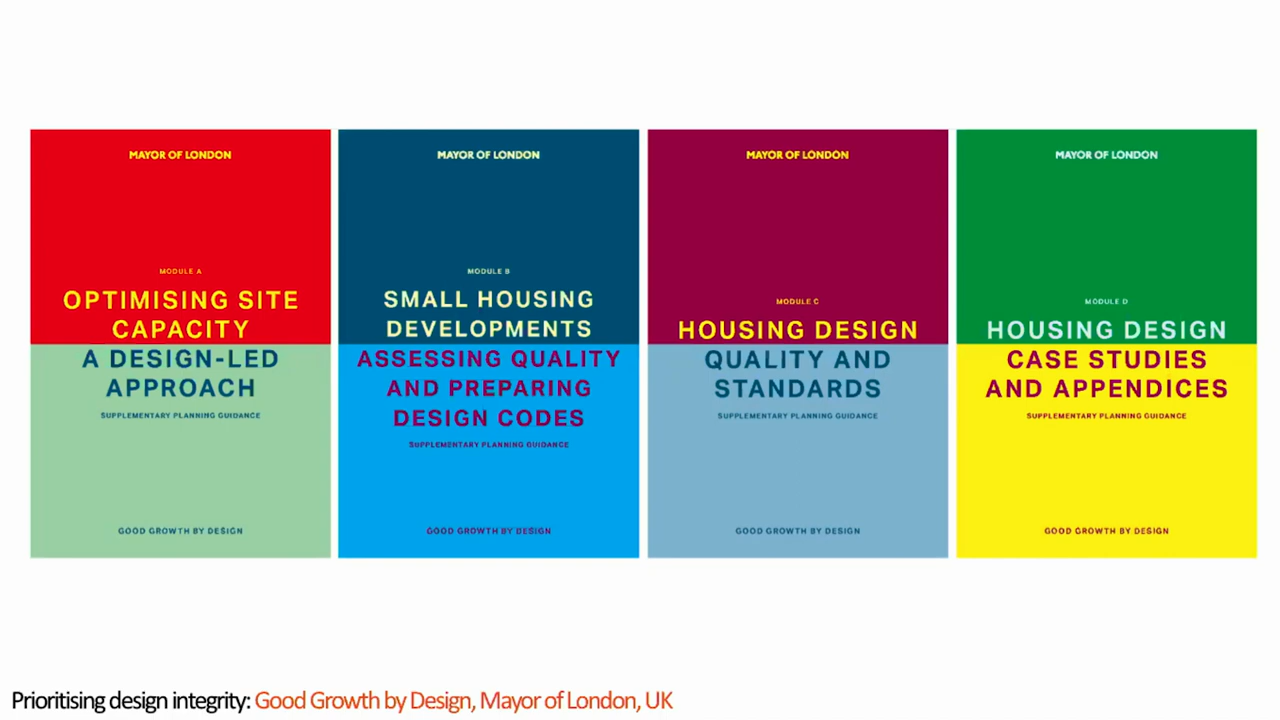 MAYOR OF LONDON
MODULE A
OPTIMISING SITE
CAPACITY
A DESIGN-LED
APPROACH
SUPPLEMENTARY PLANNING GUIDANCE
GOOD GROWTH BY DESIGN
MAYOR OF LONDON
MODULE B
SMALL HOUSING
DEVELOPMENTS
ASSESSING QUALITY
AND PREPARING
DESIGN CODES
SUPPLEMENTARY PLANNING GUIDANCE
GOOD GROWTH BY DESIGN
MAYOR OF LONDON
MODULE C
HOUSING DESIGN
QUALITY AND
STANDARDS
SUPPLEMENTARY PLANNING GUIDANCE
GOOD GROWTH BY DESIGN
MAYOR OF LONDON
MODULE D
HOUSING DESIGN
CASE STUDIES
AND APPENDICES
SUPPLEMENTARY PLANNING GUIDANCE
GOOD GROWTH BY DESIGN
Prioritising design integrity: Good Growth by Design, Mayor of London, UK